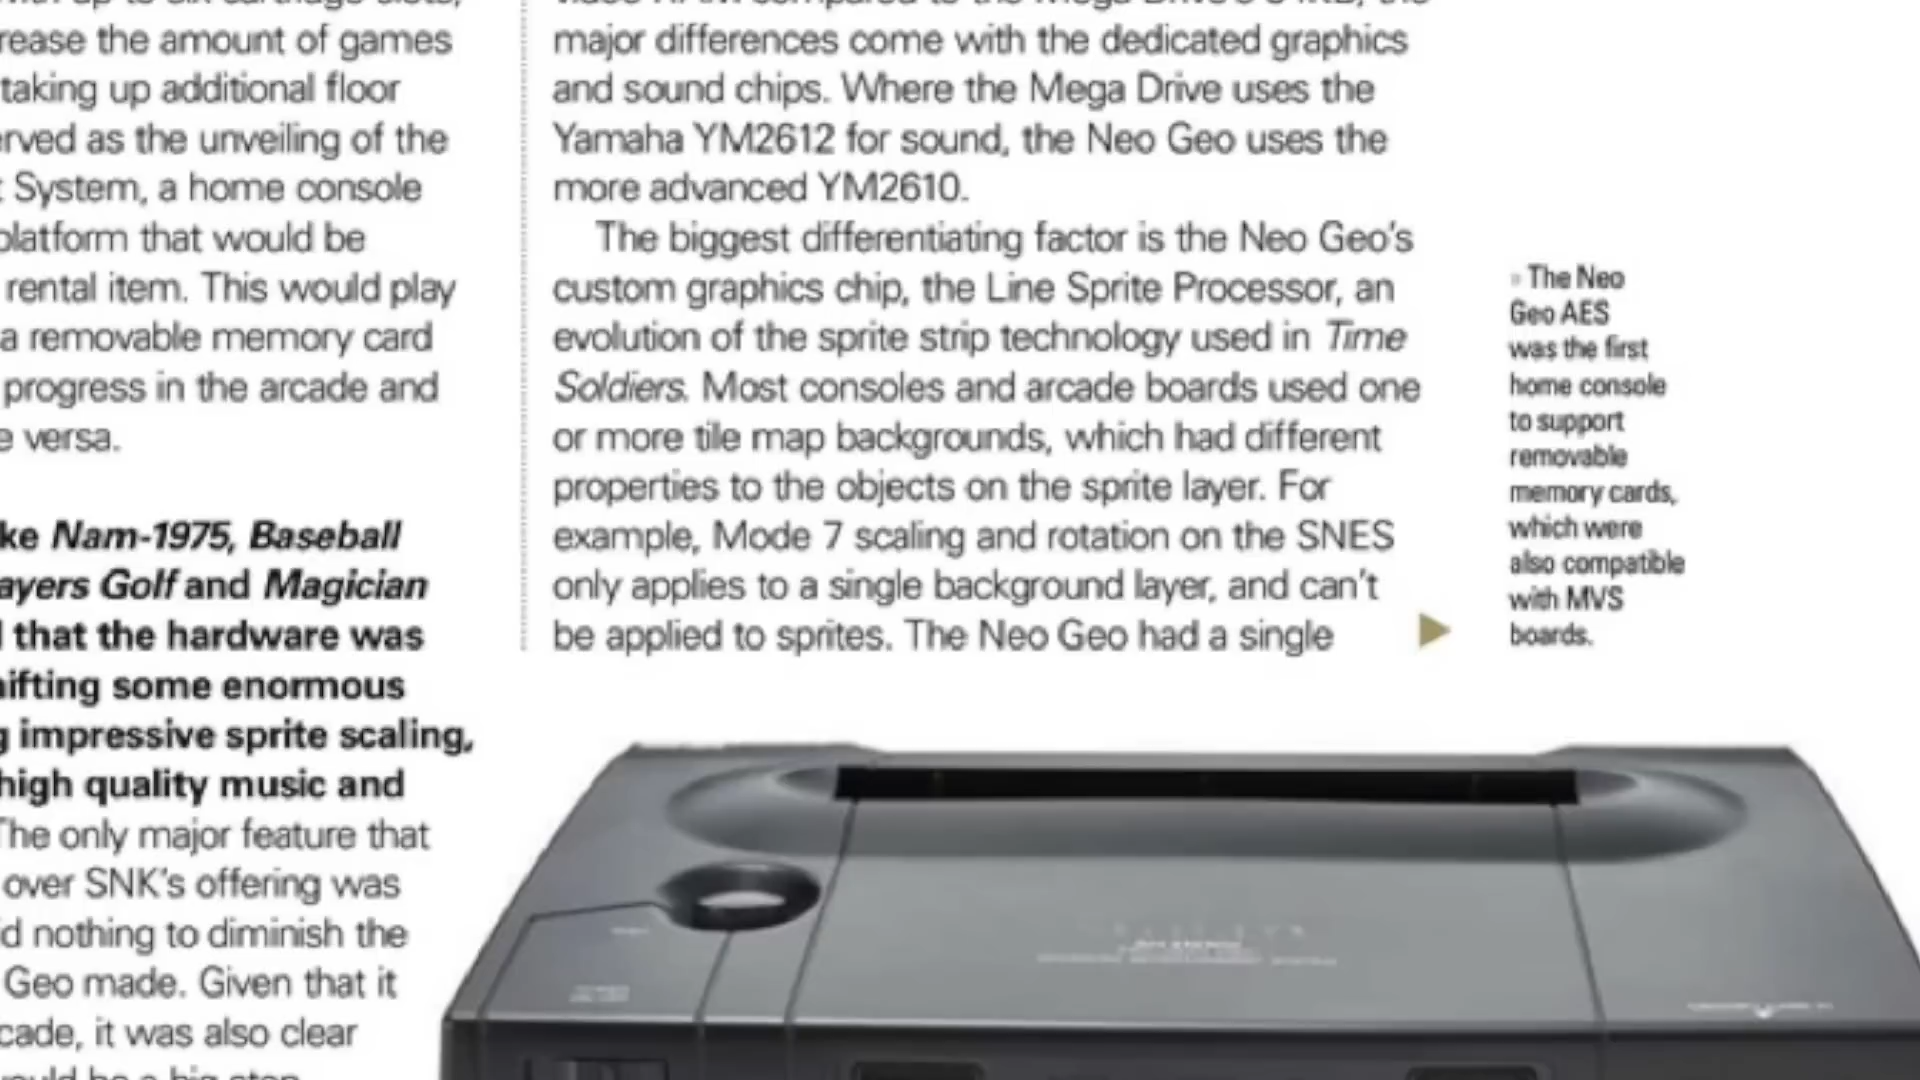 rease the amount of games
taking up additional floor
rved as the unveiling of the
System, a home console
platform that would be
rental item. This would play
a removable memory card
progress in the arcade and
e versa.
ke Nam-1975, Baseball
ayers Golf and Magician
that the hardware was
hifting some enormous
g impressive sprite scaling,
high quality music and
The only major feature that
over SNK's offering was
id nothing to diminish the
Geo made. Given that it
cade, it was also clear
major differences come with the dedicated graphics
and sound chips. Where the Mega Drive uses the
Yamaha YM2612 for sound, the Neo Geo uses the
more advanced YM2610.
The biggest differentiating factor is the Neo Geo's
custom graphics chip, the Line Sprite Processor, an
evolution of the sprite strip technology used in Time
Soldiers. Most consoles and arcade boards used one
or more tile map backgrounds, which had different
properties to the objects on the sprite layer. For
example, Mode 7 scaling and rotation on the SNES
only applies to a single background layer, and can't
be applied to sprites. The Neo Geo had a single
» The Neo
Geo AES
was the first
home console
to support
removable
memory cards,
which were
also compatible
with MVS
boards.